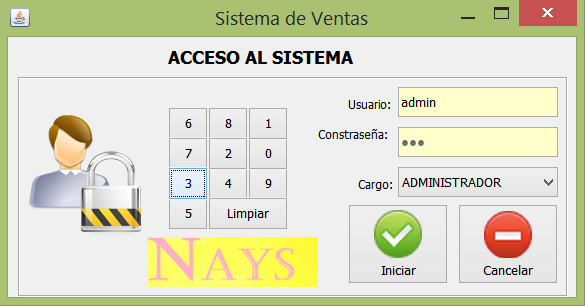 Sistema de Ventas
ACCESO AL SISTEMA
Usuario: admin
Constraseña: •••
Cargo: ADMINISTRADOR
6 8 1
7 2 0
3 4 9
5 Limpiar
Iniciar Cancelar
NAYS